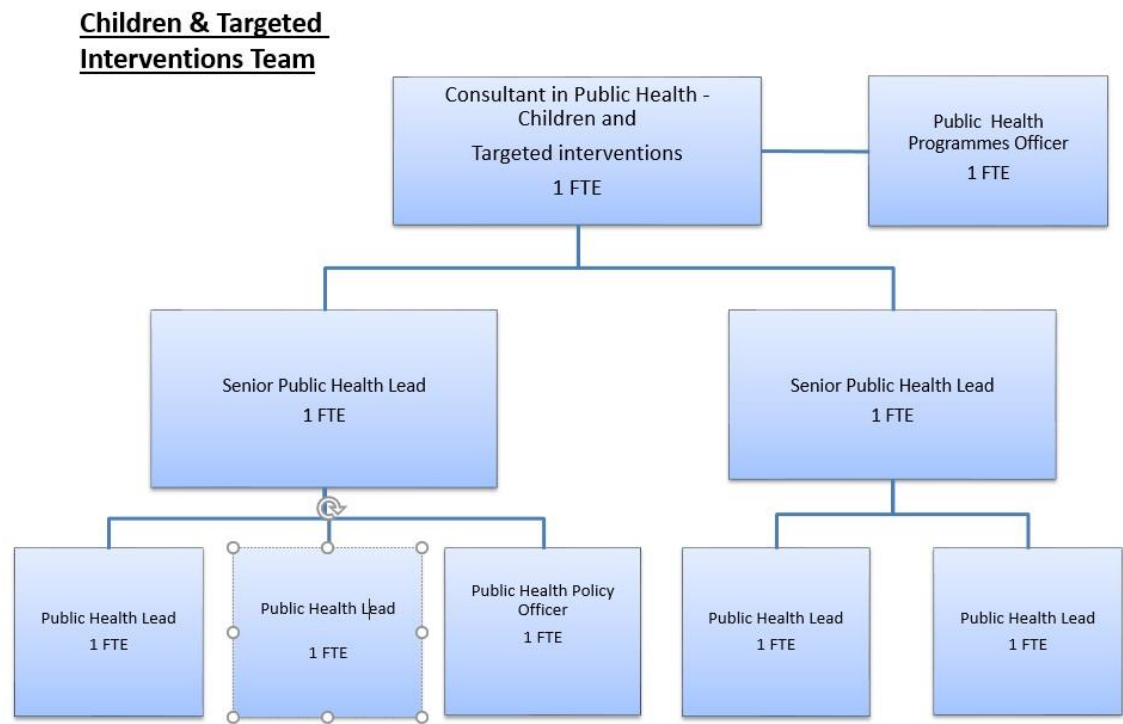 Children & Targeted
Interventions Team
Consultant in Public Health -
Children and
Targeted interventions
1 FTE
Public Health
Programmes Officer
1 FTE
Senior Public Health Lead
1 FTE
Senior Public Health Lead
1 FTE
Public Health Lead
1 FTE
Public Health Lead
1 FTE
Public Health Policy
Officer
1 FTE
Public Health Lead
1 FTE
Public Health Lead
1 FTE